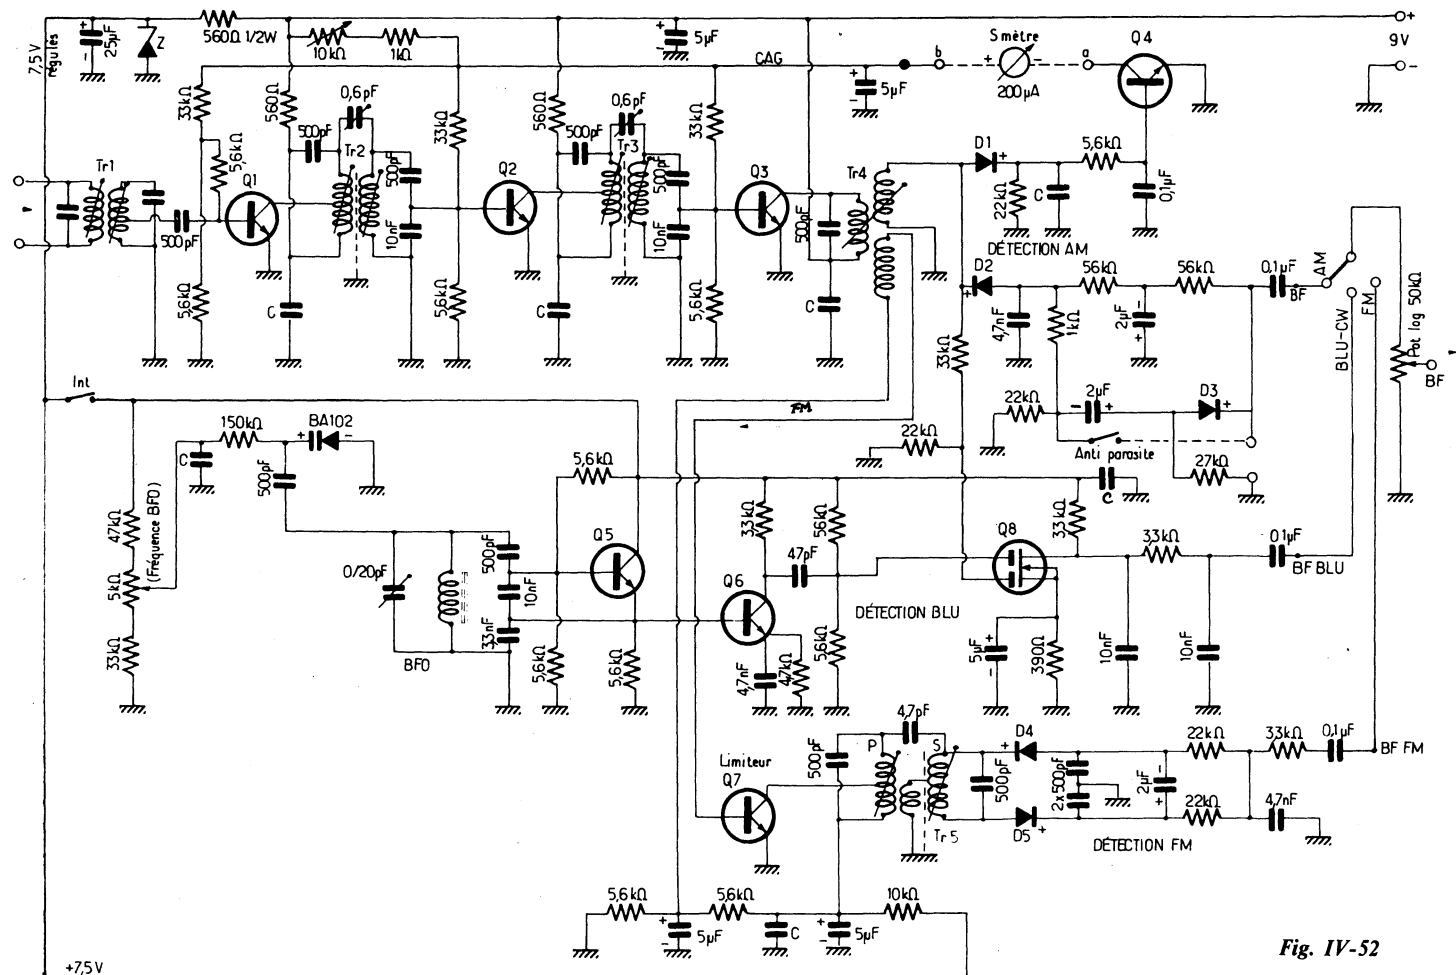 7,5V régulés
25µF
Z
560Ω 1/2W
10kΩ
1kΩ
5µF
CAG
5µF
b
S mètre
200µA
a
Q4
9V
33kΩ
560Ω
500pF
0,6pF
33kΩ
560Ω
500pF
0,6pF
33kΩ
Tr1
5,6kΩ
Q1
Tr2
500pF
Q2
Tr3
500pF
Q3
Tr4
D1
5,6kΩ
22kΩ
C
0,1µF
500pF
10nF
10nF
500pF
DÉTECTION AM
5,6kΩ
C
5,6kΩ
C
5,6kΩ
C
D2
56kΩ
56kΩ
0,1µF
BF
AM
FM
BLU-CW
Pot log 50kΩ
BF
33kΩ
4,7nF
1kΩ
2µF
Int
FM
22kΩ
2µF
D3
22kΩ
Anti parasite
27kΩ
C
150kΩ
BA102
C
500pF
5,6kΩ
47kΩ
(Fréquence BFO)
5kΩ
33kΩ
0/20pF
BFO
500pF
10nF
33nF
Q5
5,6kΩ
5,6kΩ
3,3kΩ
56kΩ
47pF
Q6
4,7nF
4,7kΩ
5,6kΩ
DÉTECTION BLU
Q8
3,3kΩ
3,3kΩ
0,1µF
BF BLU
5µF
390Ω
10nF
10nF
Limiteur
Q7
500pF
4,7pF
P
S
Tr5
500pF
D4
D5
2x500pF
2µF
22kΩ
22kΩ
33kΩ
0,1µF
BF FM
4,7nF
DÉTECTION FM
5,6kΩ
5,6kΩ
10kΩ
5µF
C
5µF
+7,5V
Fig. IV-52